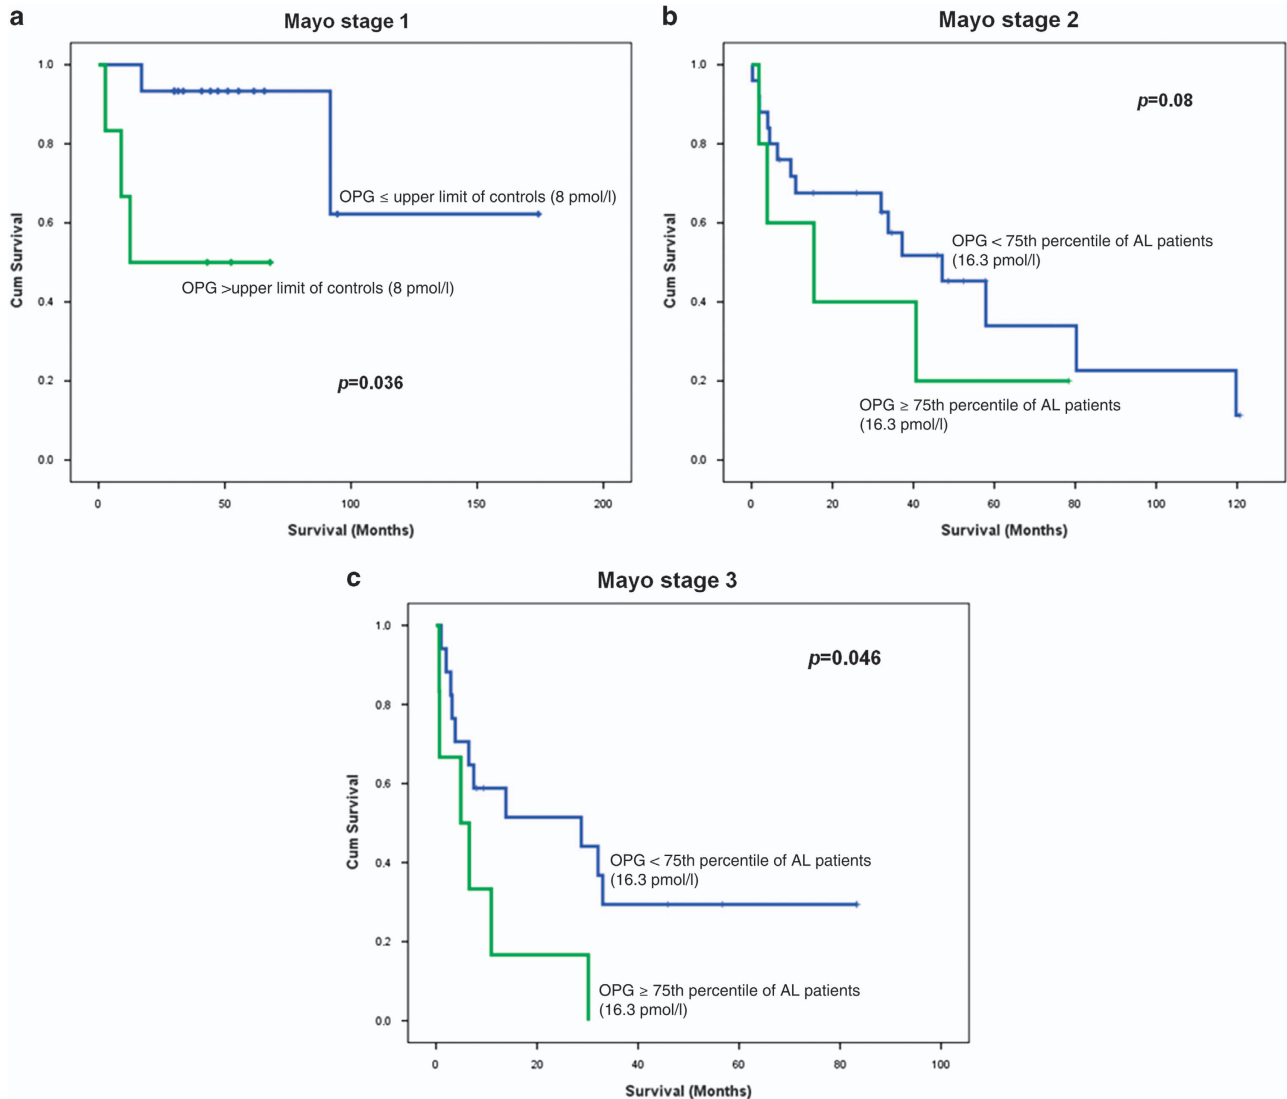 a
Mayo stage 1
1.0
0.8
0.6
0.4
0.2
0.0
Cum Survival
OPG ≤ upper limit of controls (8 pmol/l)
OPG >upper limit of controls (8 pmol/l)
p=0.036
0 50 100 150 200
Survival (Months)
b
Mayo stage 2
1.0
0.8
0.6
0.4
0.2
0.0
Cum Survival
p=0.08
OPG < 75th percentile of AL patients
(16.3 pmol/l)
OPG ≥ 75th percentile of AL patients
(16.3 pmol/l)
0 20 40 60 80 100 120
Survival (Months)
c
Mayo stage 3
1.0
0.8
0.6
0.4
0.2
0.0
Cum Survival
p=0.046
OPG < 75th percentile of AL patients
(16.3 pmol/l)
OPG ≥ 75th percentile of AL patients
(16.3 pmol/l)
0 20 40 60 80 100
Survival (Months)